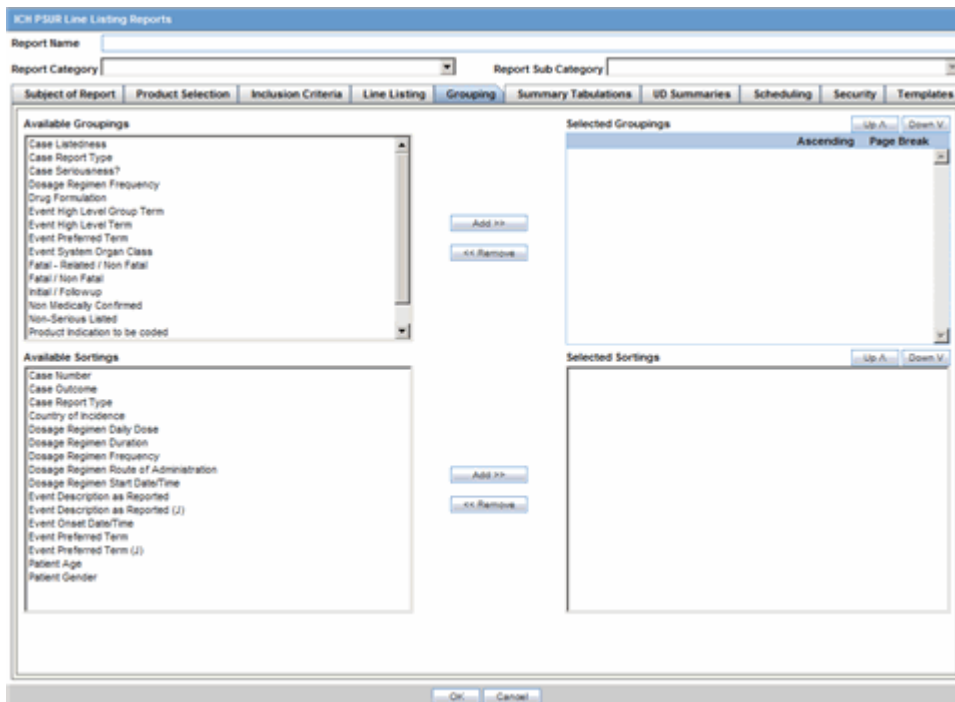 ICH PSUR Line Listing Reports
Report Name
Report Category Report Sub Category
Subject of Report Product Selection Inclusion Criteria Line Listing Grouping Summary Tabulations UD Summaries Scheduling Security Templates
Available Groupings
Case Listedness
Case Report Type
Case Seriousness?
Dosage Regimen Frequency
Drug Formulation
Event High Level Group Term
Event High Level Term
Event Preferred Term
Event System Organ Class
Fatal - Related / Non Fatal
Fatal / Non Fatal
Initial / Followup
Non Medically Confirmed
Non-Serious Listed
Product Indication to be coded
Add >>
<< Remove
Selected Groupings Up Λ Down V
Ascending Page Break
Available Sortings
Case Number
Case Outcome
Case Report Type
Country of Incidence
Dosage Regimen Daily Dose
Dosage Regimen Duration
Dosage Regimen Frequency
Dosage Regimen Route of Administration
Dosage Regimen Start Date/Time
Event Description as Reported
Event Description as Reported (J)
Event Onset Date/Time
Event Preferred Term
Event Preferred Term (J)
Patient Age
Patient Gender
Add >>
<< Remove
Selected Sortings Up Λ Down V
OK Cancel